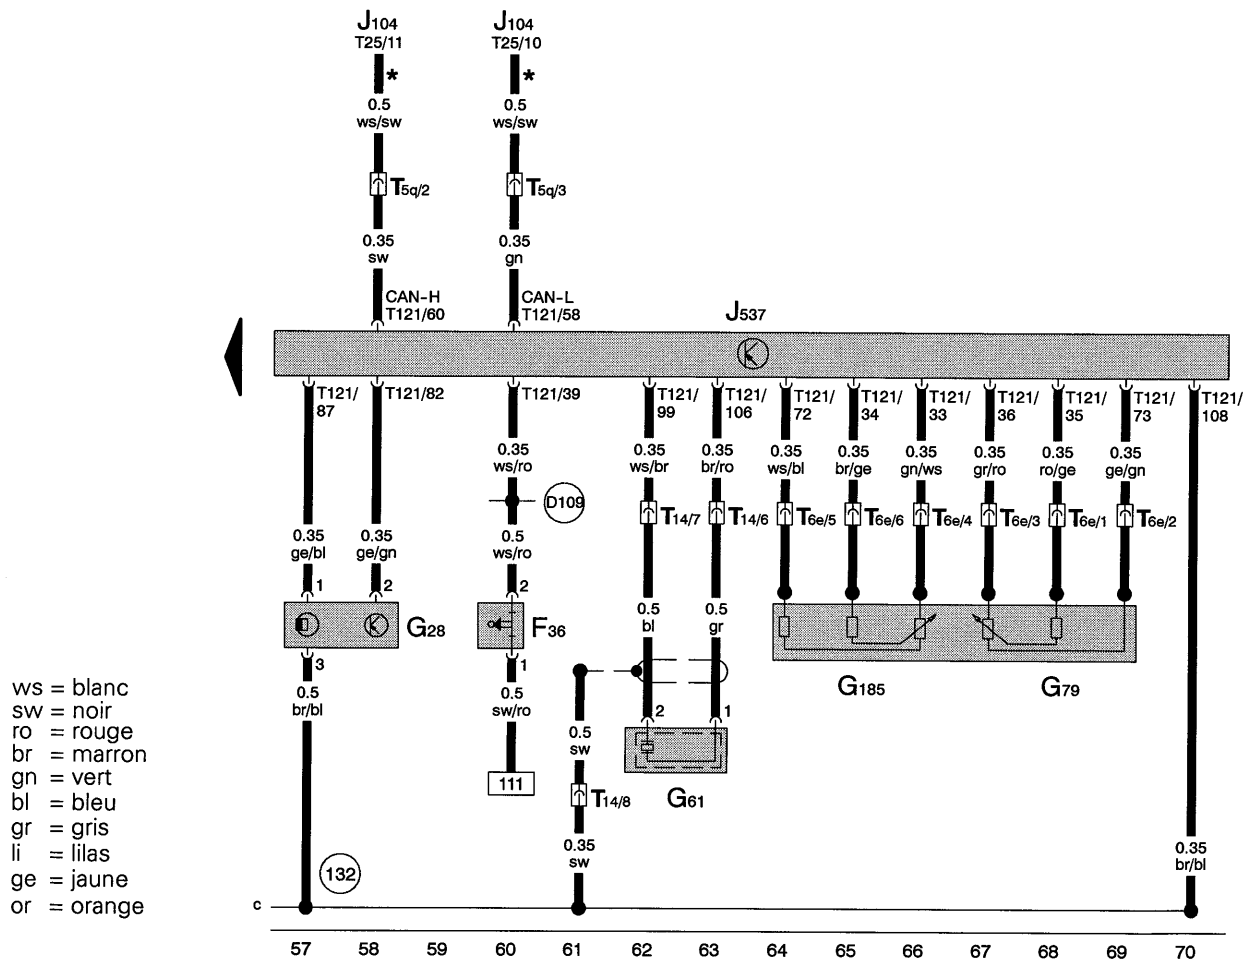 J104 J104
T25/11 T25/10
* *
0.5 0.5
ws/sw ws/sw
T5q/2 T5q/3
0.35 0.35
sw gn
CAN-H CAN-L
T121/60 T121/58
J537
T121/87 T121/82 T121/39 T121/99 T121/106 T121/72 T121/34 T121/33 T121/36 T121/35 T121/73 T121/108
0.35 0.35 0.35 0.35 0.35 0.35 0.35 0.35 0.35
ws/ro ws/br br/ro ws/bl br/ge gn/ws gr/ro ro/ge ge/gn
D109
T14/7 T14/6 T6e/5 T6e/6 T6e/4 T6e/3 T6e/1 T6e/2
0.35 0.35 0.5
ge/bl ge/gn ws/ro
1 2 2
0.5 0.5
bl gr
G28 F36
3 1
G185 G79
0.5 0.5
br/bl sw/ro
2 1
0.5
sw
111
G61
T14/8
0.35 0.35
sw br/bl
132
c
57 58 59 60 61 62 63 64 65 66 67 68 69 70
ws = blanc
sw = noir
ro = rouge
br = marron
gn = vert
bl = bleu
gr = gris
li = lilas
ge = jaune
or = orange